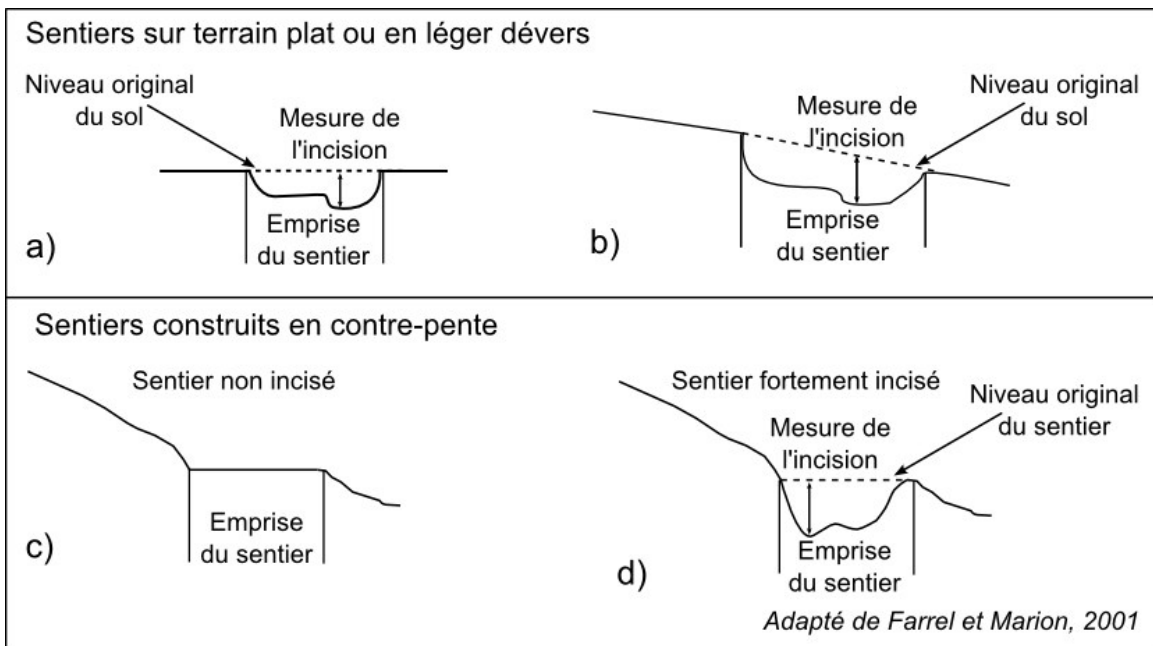 Sentiers sur terrain plat ou en léger dévers
Niveau original
du sol
Mesure de
l'incision
Emprise
du sentier
a)
Mesure de
l'incision
Niveau original
du sol
Emprise
du sentier
b)
Sentiers construits en contre-pente
Sentier non incisé
Emprise
du sentier
c)
Sentier fortement incisé
Niveau original
du sentier
Mesure de
l'incision
Emprise
du sentier
d)
Adapté de Farrel et Marion, 2001